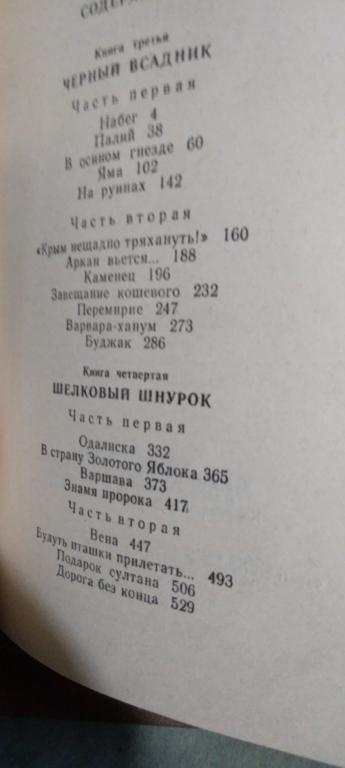 Книга третья
ЧЕРНЫЙ ВСАДНИК
Часть первая
Набег 4
Палий 38
В осином гнезде 60
Яма 102
На руинах 142
Часть вторая
«Крым нещадно тряхануть!» 160
Аркан вьется... 188
Каменец 196
Завещание кошевого 232
Перемирие 247
Варвара-ханум 273
Буджак 286
Книга четвертая
ШЕЛКОВЫЙ ШНУРОК
Часть первая
Одалиска 332
В страну Золотого Яблока 365
Варшава 373
Знамя пророка 417
Часть вторая
Вена 447
Будуть пташки прилетать... 493
Подарок султана 506
Дорога без конца 529